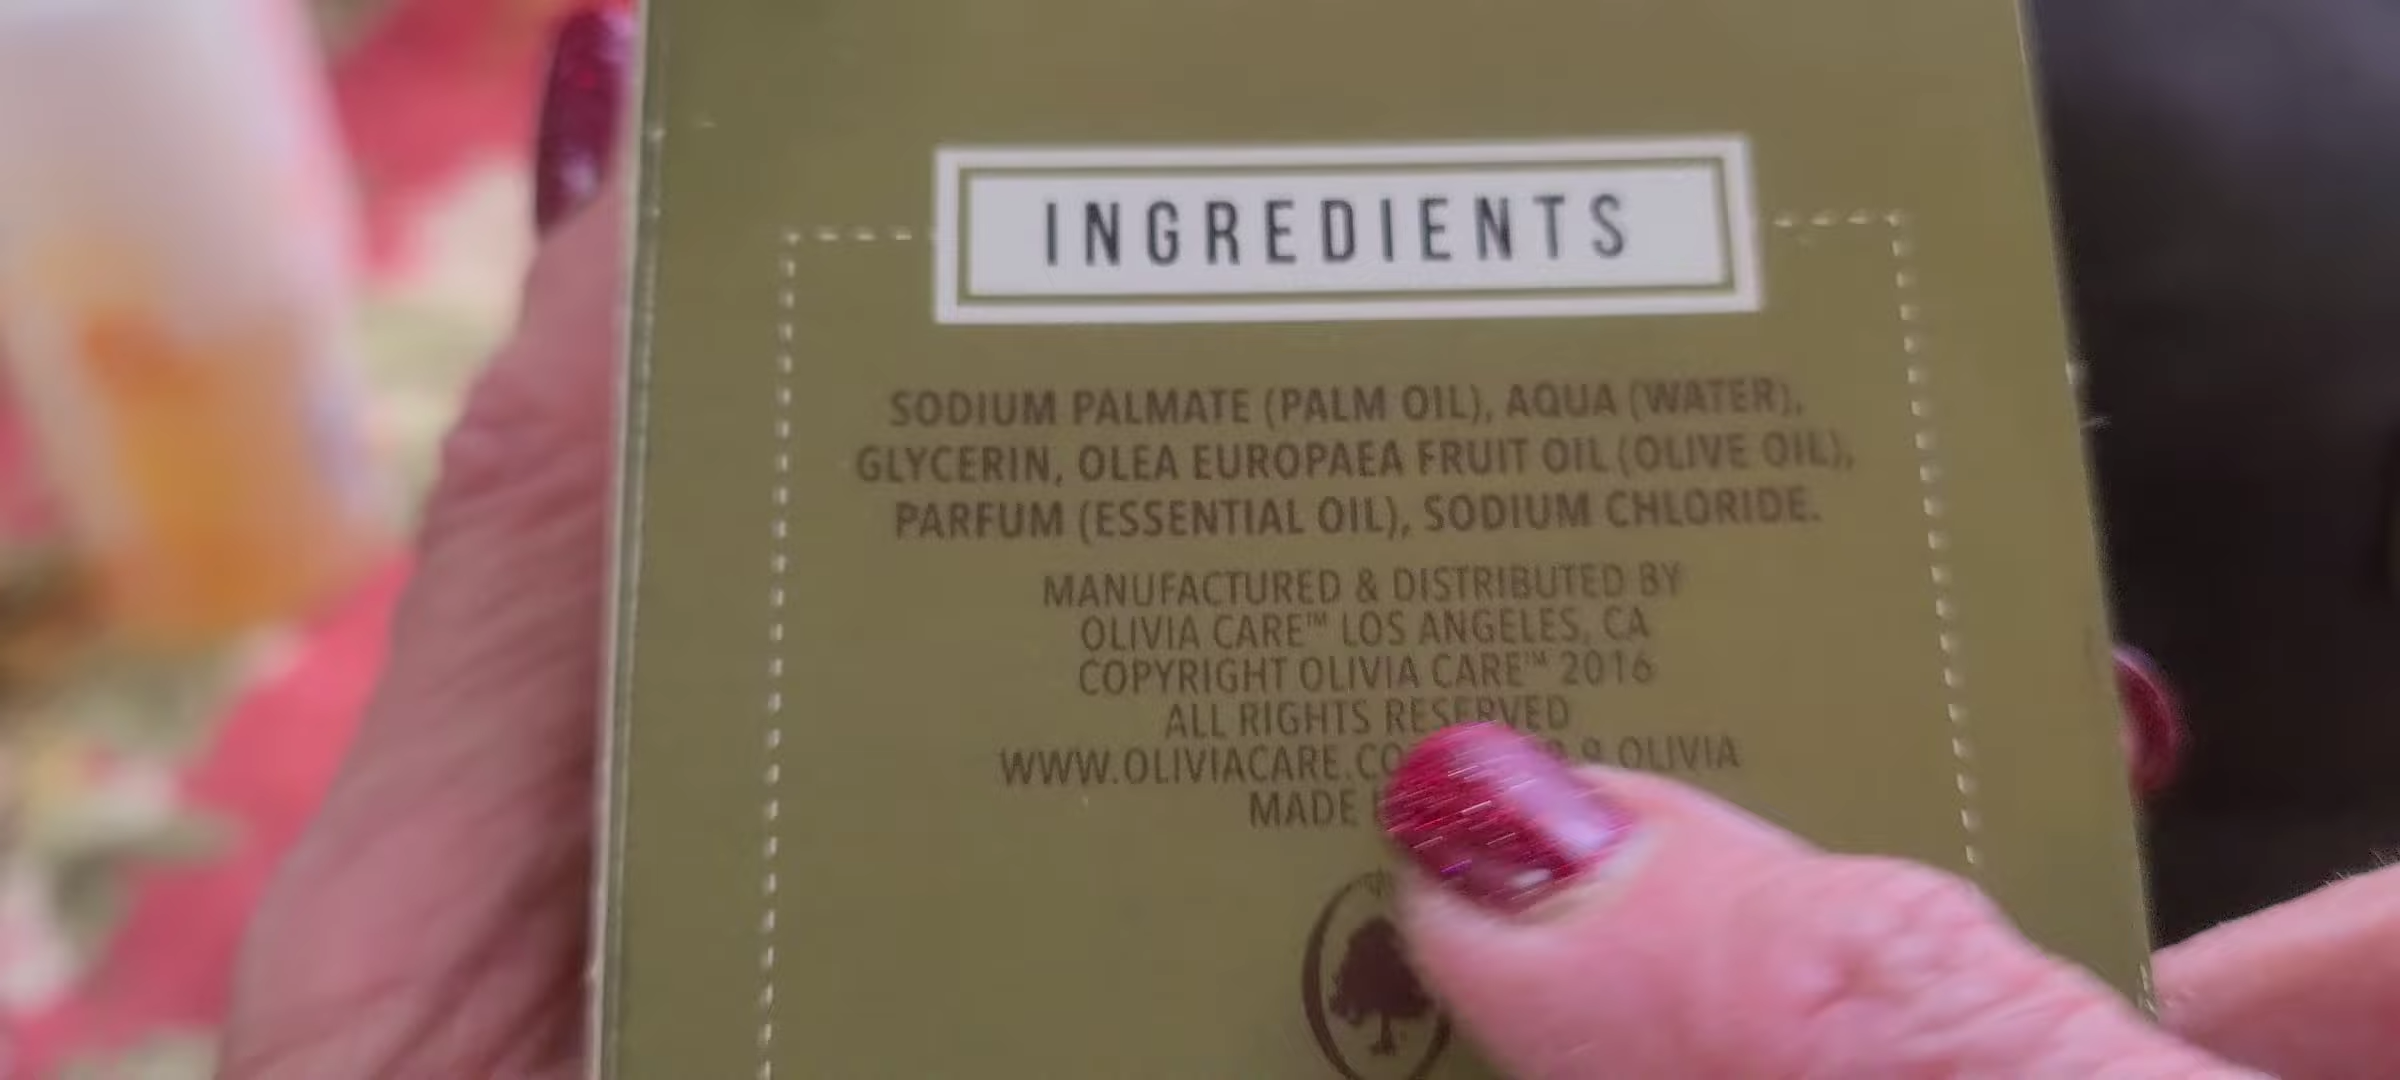 INGREDIENTS
SODIUM PALMATE (PALM OIL), AQUA (WATER),
GLYCERIN, OLEA EUROPAEA FRUIT OIL (OLIVE OIL),
PARFUM (ESSENTIAL OIL), SODIUM CHLORIDE.
MANUFACTURED & DISTRIBUTED BY
OLIVIA CARE™ LOS ANGELES, CA
COPYRIGHT OLIVIA CARE™ 2016
ALL RIGHTS RESERVED
WWW.OLIVIACARE.CO OLIVIA
MADE